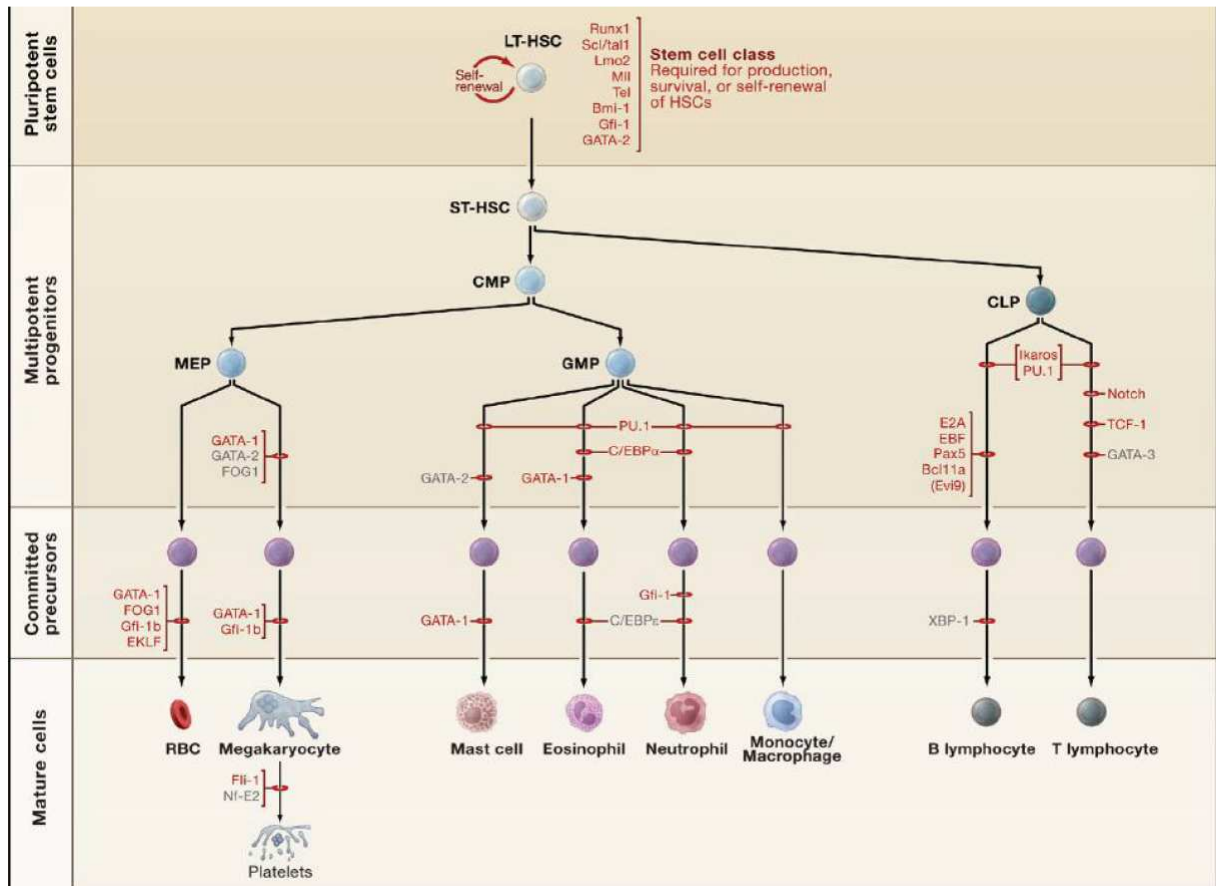 Pluripotent
stem cells
LT-HSC
Self-
renewal
Runx1
Scl/tal1
Lmo2
Mll
Tel
Bmi-1
Gfi-1
GATA-2
Stem cell class
Required for production,
survival, or self-renewal
of HSCs
Multipotent
progenitors
ST-HSC
CMP
CLP
MEP
GMP
Ikaros
PU.1
Notch
TCF-1
GATA-3
E2A
EBF
Pax5
Bcl11a
(Evi9)
GATA-1
GATA-2
FOG1
PU.1
C/EBPα
GATA-2
GATA-1
Committed
precursors
GATA-1
FOG1
Gfi-1b
EKLF
GATA-1
Gfi-1b
GATA-1
Gfi-1
C/EBPε
XBP-1
Mature cells
RBC
Megakaryocyte
Mast cell
Eosinophil
Neutrophil
Monocyte/
Macrophage
B lymphocyte
T lymphocyte
Fli-1
Nf-E2
Platelets